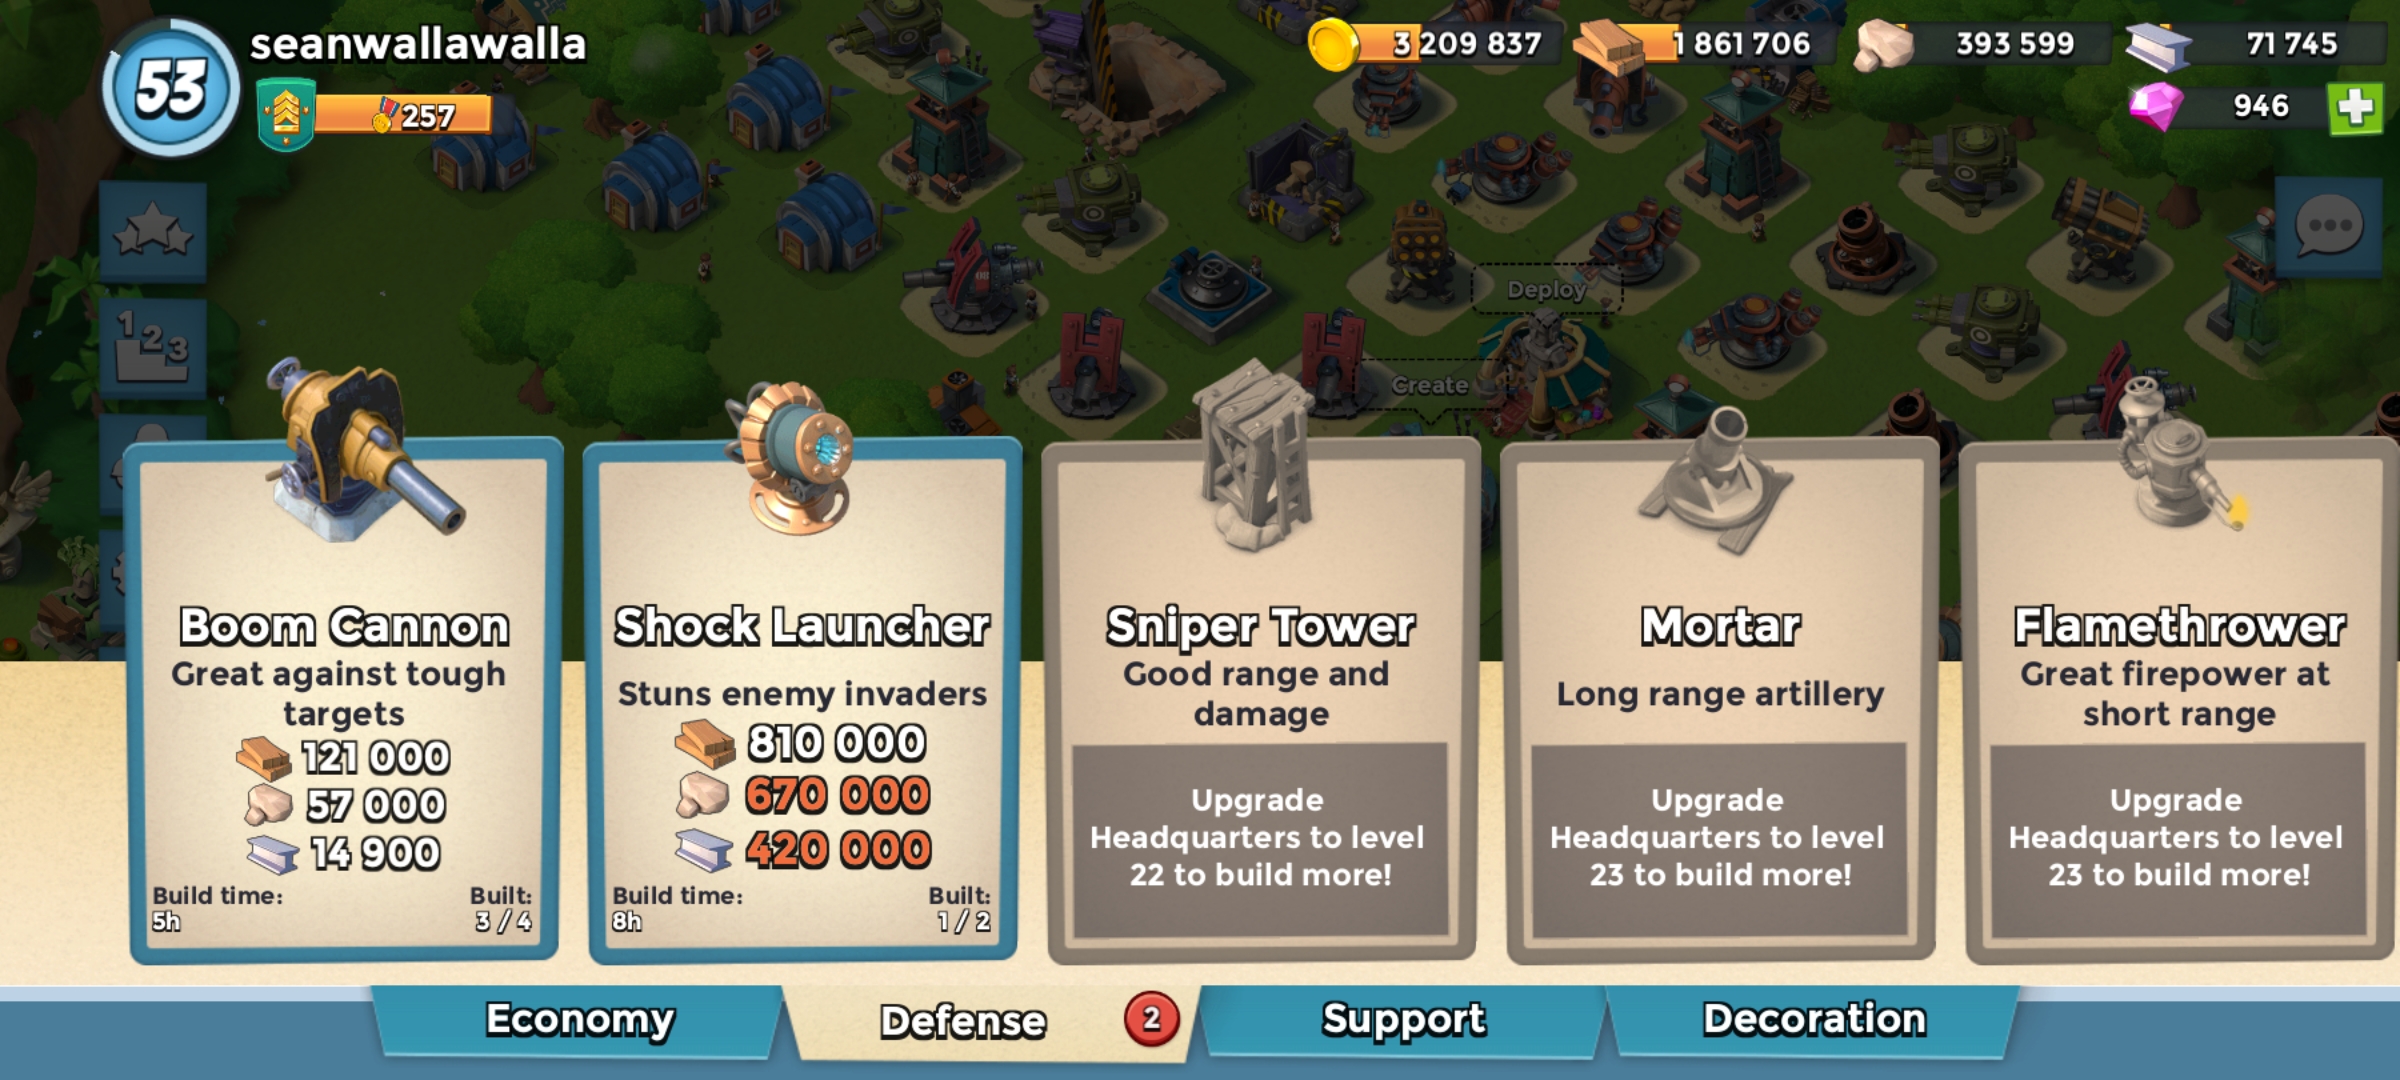 53
seanwallawalla
257
3 209 837
1 861 706
393 599
71 745
946
1 2 3
Deploy
Create
Boom Cannon
Great against tough
targets
121 000
57 000
14 900
Build time:
5h
Built:
3 / 4
Shock Launcher
Stuns enemy invaders
810 000
670 000
420 000
Build time:
8h
Built:
1 / 2
Sniper Tower
Good range and
damage
Upgrade
Headquarters to level
22 to build more!
Mortar
Long range artillery
Upgrade
Headquarters to level
23 to build more!
Flamethrower
Great firepower at
short range
Upgrade
Headquarters to level
23 to build more!
Economy
Defense
2
Support
Decoration